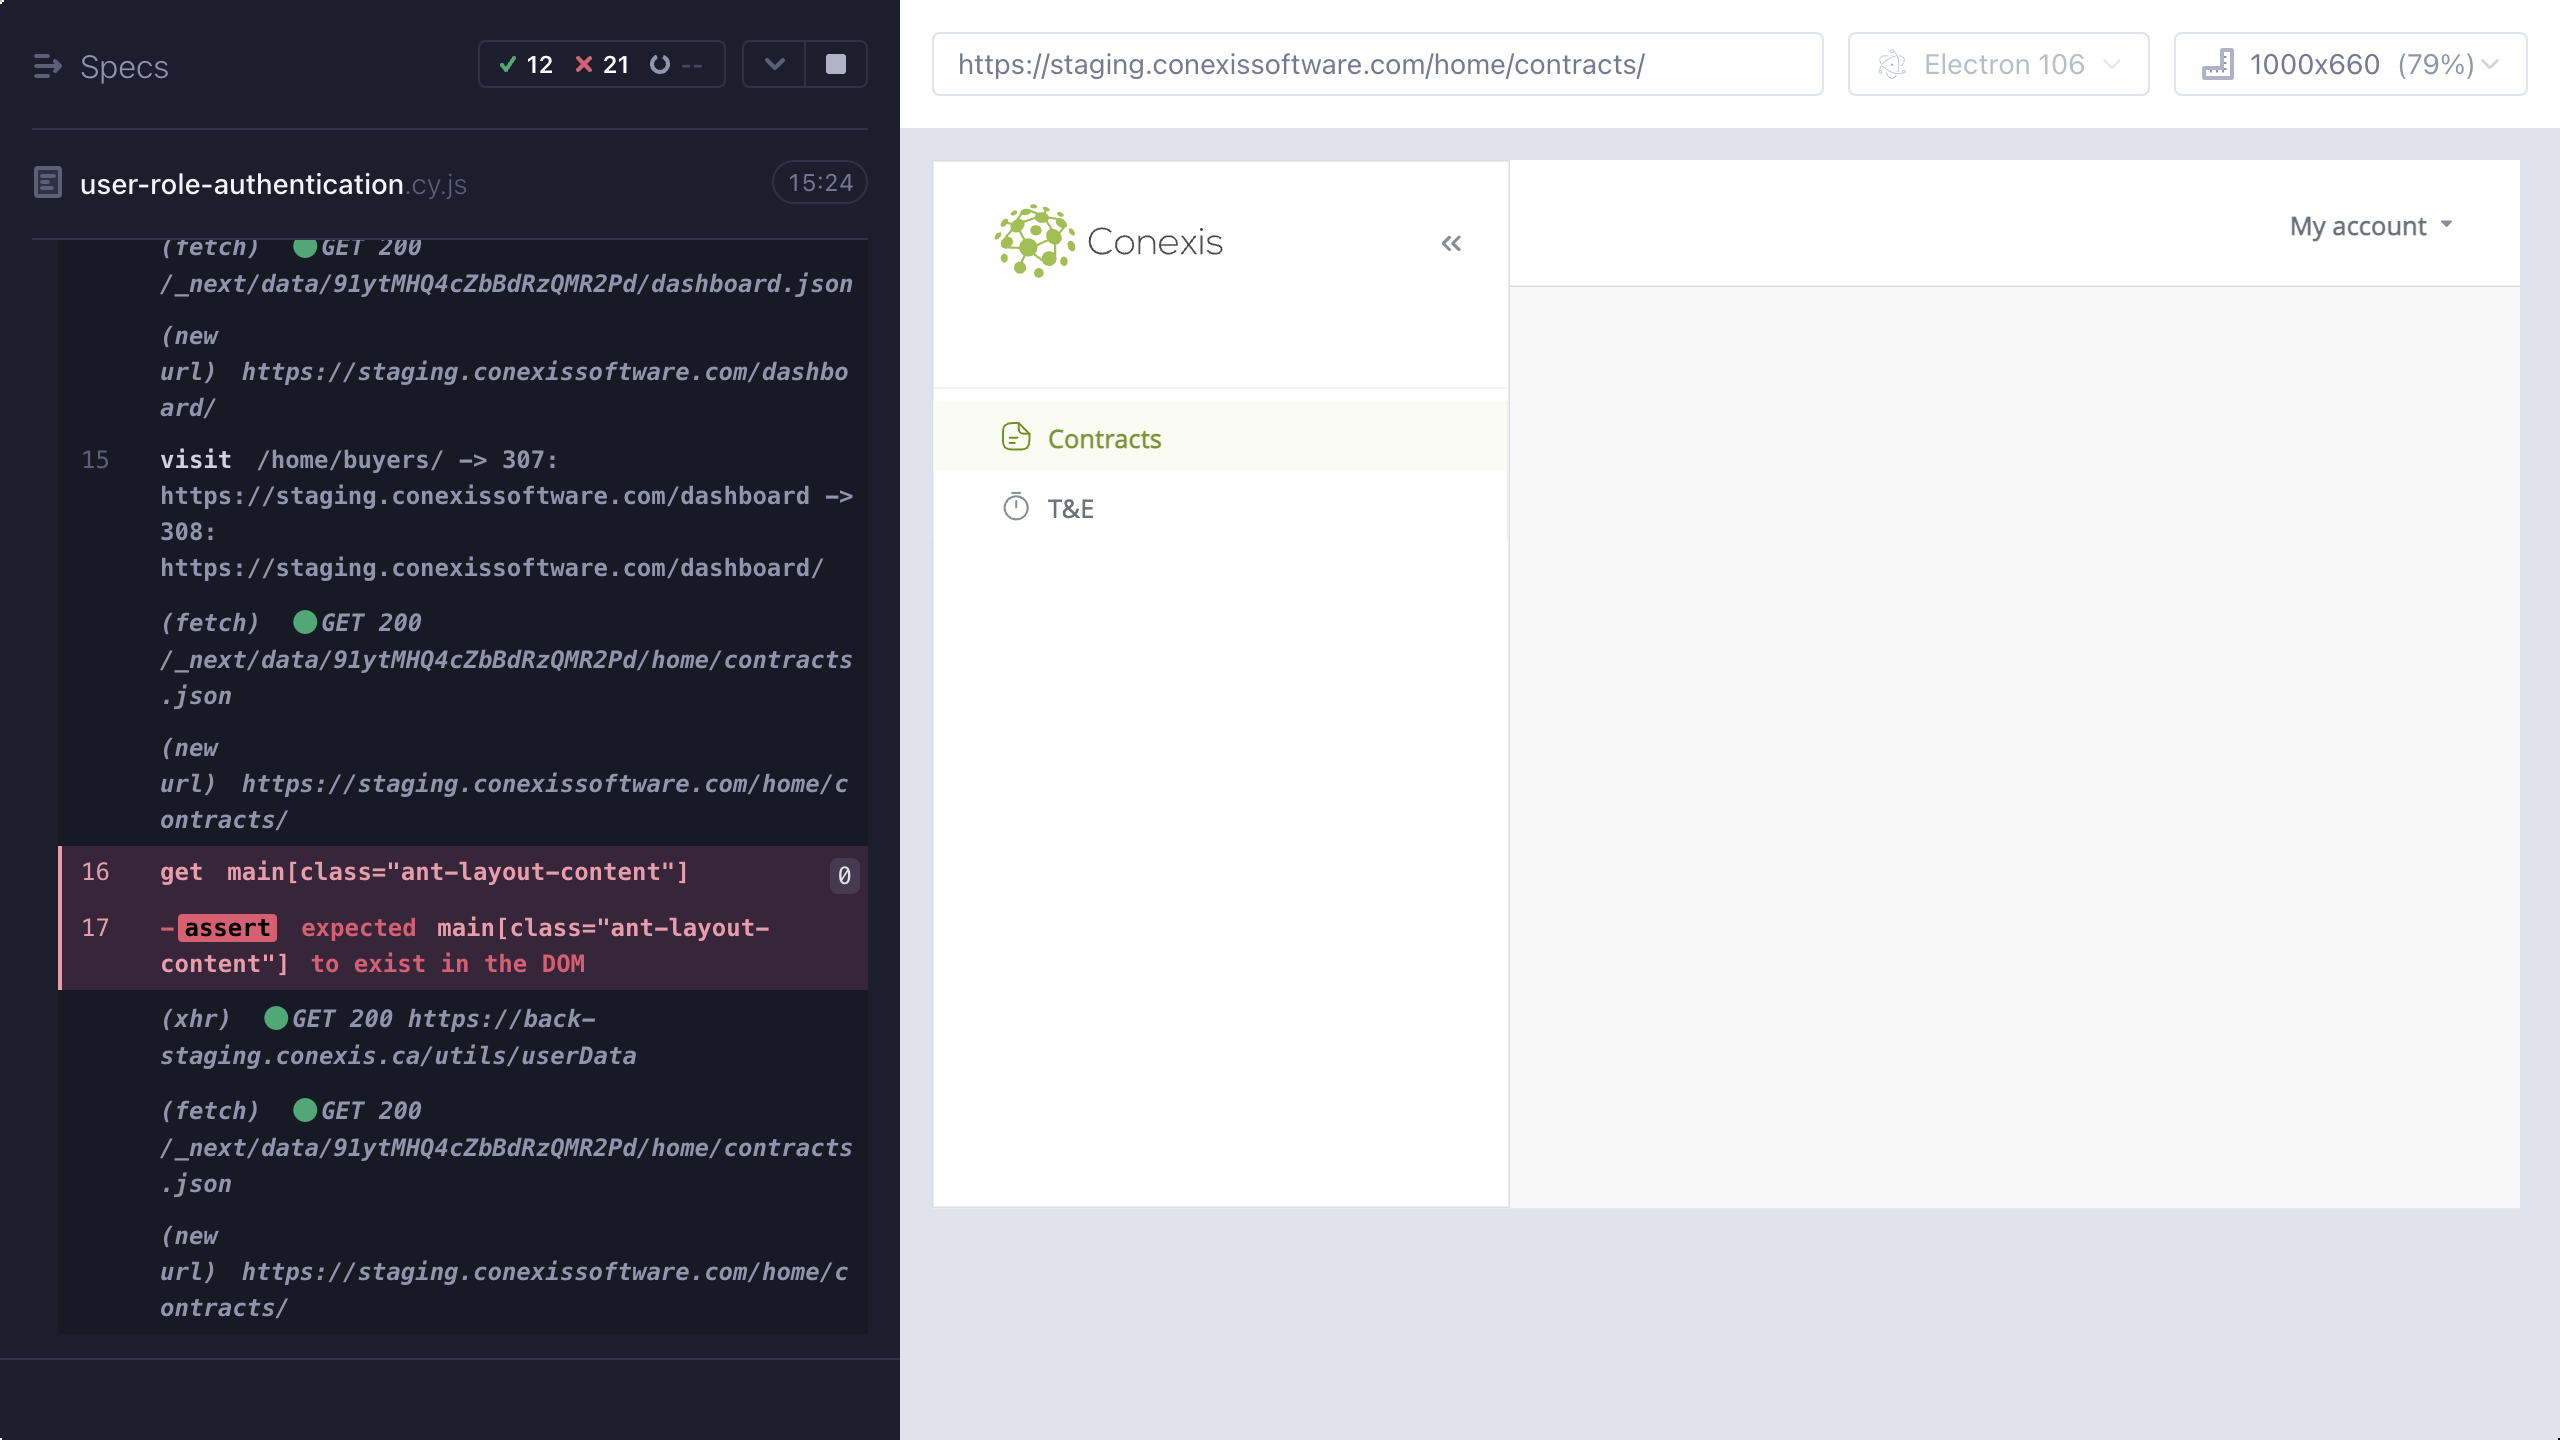 Specs
12 21 --
user-role-authentication.cy.js 15:24
(fetch) GET 200
/_next/data/91ytMHQ4cZbBdRzQMR2Pd/dashboard.json
(new
url) https://staging.conexissoftware.com/dashbo
ard/
15 visit /home/buyers/ -> 307:
https://staging.conexissoftware.com/dashboard ->
308:
https://staging.conexissoftware.com/dashboard/
(fetch) GET 200
/_next/data/91ytMHQ4cZbBdRzQMR2Pd/home/contracts
.json
(new
url) https://staging.conexissoftware.com/home/c
ontracts/
16 get main[class="ant-layout-content"] 0
17 -assert expected main[class="ant-layout-
content"] to exist in the DOM
(xhr) GET 200 https://back-
staging.conexis.ca/utils/userData
(fetch) GET 200
/_next/data/91ytMHQ4cZbBdRzQMR2Pd/home/contracts
.json
(new
url) https://staging.conexissoftware.com/home/c
ontracts/
https://staging.conexissoftware.com/home/contracts/
Electron 106
1000x660 (79%)
Conexis
«
My account
Contracts
T&E